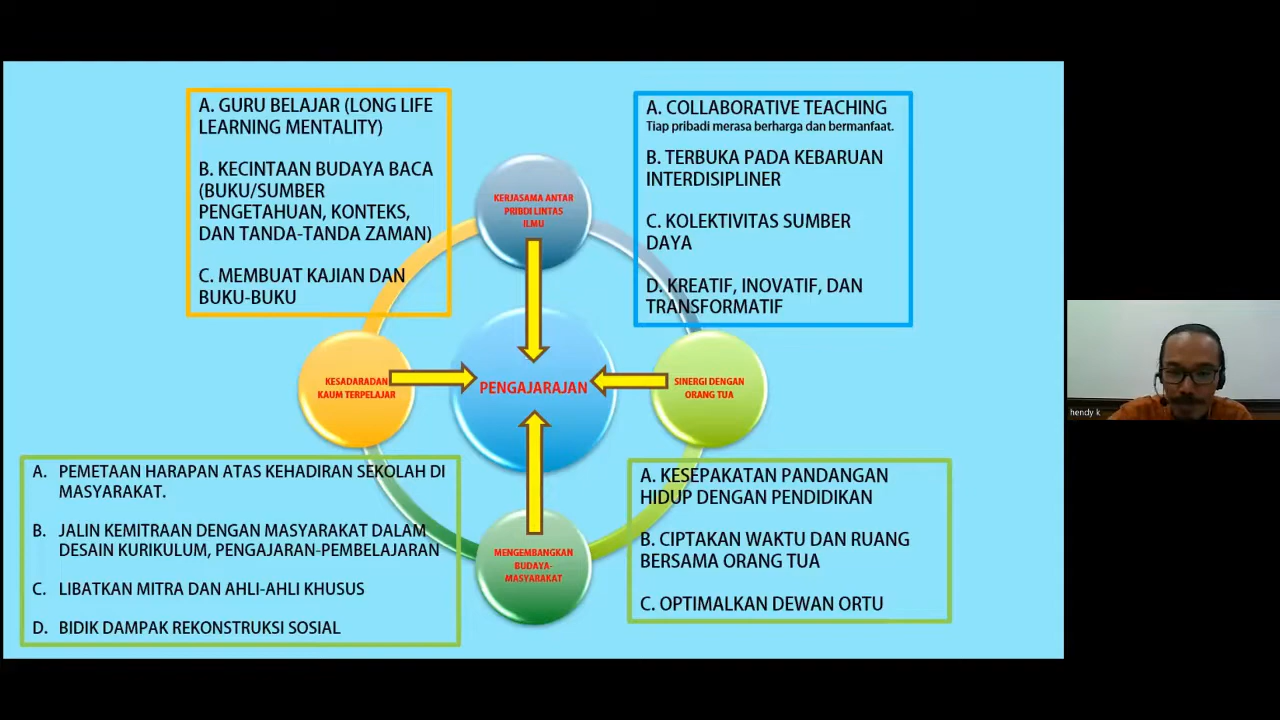 A. GURU BELAJAR (LONG LIFE
LEARNING MENTALITY)
B. KECINTAAN BUDAYA BACA
(BUKU/SUMBER
PENGETAHUAN, KONTEKS,
DAN TANDA-TANDA ZAMAN)
C. MEMBUAT KAJIAN DAN
BUKU-BUKU
A. COLLABORATIVE TEACHING
Tiap pribadi merasa berharga dan bermanfaat.
B. TERBUKA PADA KEBARUAN
INTERDISIPLINER
C. KOLEKTIVITAS SUMBER
DAYA
D. KREATIF, INOVATIF, DAN
TRANSFORMATIF
KERJASAMA ANTAR
PRIBDI LINTAS
ILMU
KESADARADAN
KAUM TERPELAJAR
PENGAJARAJAN
SINERGI DENGAN
ORANG TUA
MENGEMBANGKAN
BUDAYA-
MASYARAKAT
A. PEMETAAN HARAPAN ATAS KEHADIRAN SEKOLAH DI
MASYARAKAT.
B. JALIN KEMITRAAN DENGAN MASYARAKAT DALAM
DESAIN KURIKULUM, PENGAJARAN-PEMBELAJARAN
C. LIBATKAN MITRA DAN AHLI-AHLI KHUSUS
D. BIDIK DAMPAK REKONSTRUKSI SOSIAL
A. KESEPAKATAN PANDANGAN
HIDUP DENGAN PENDIDIKAN
B. CIPTAKAN WAKTU DAN RUANG
BERSAMA ORANG TUA
C. OPTIMALKAN DEWAN ORTU
hendy k